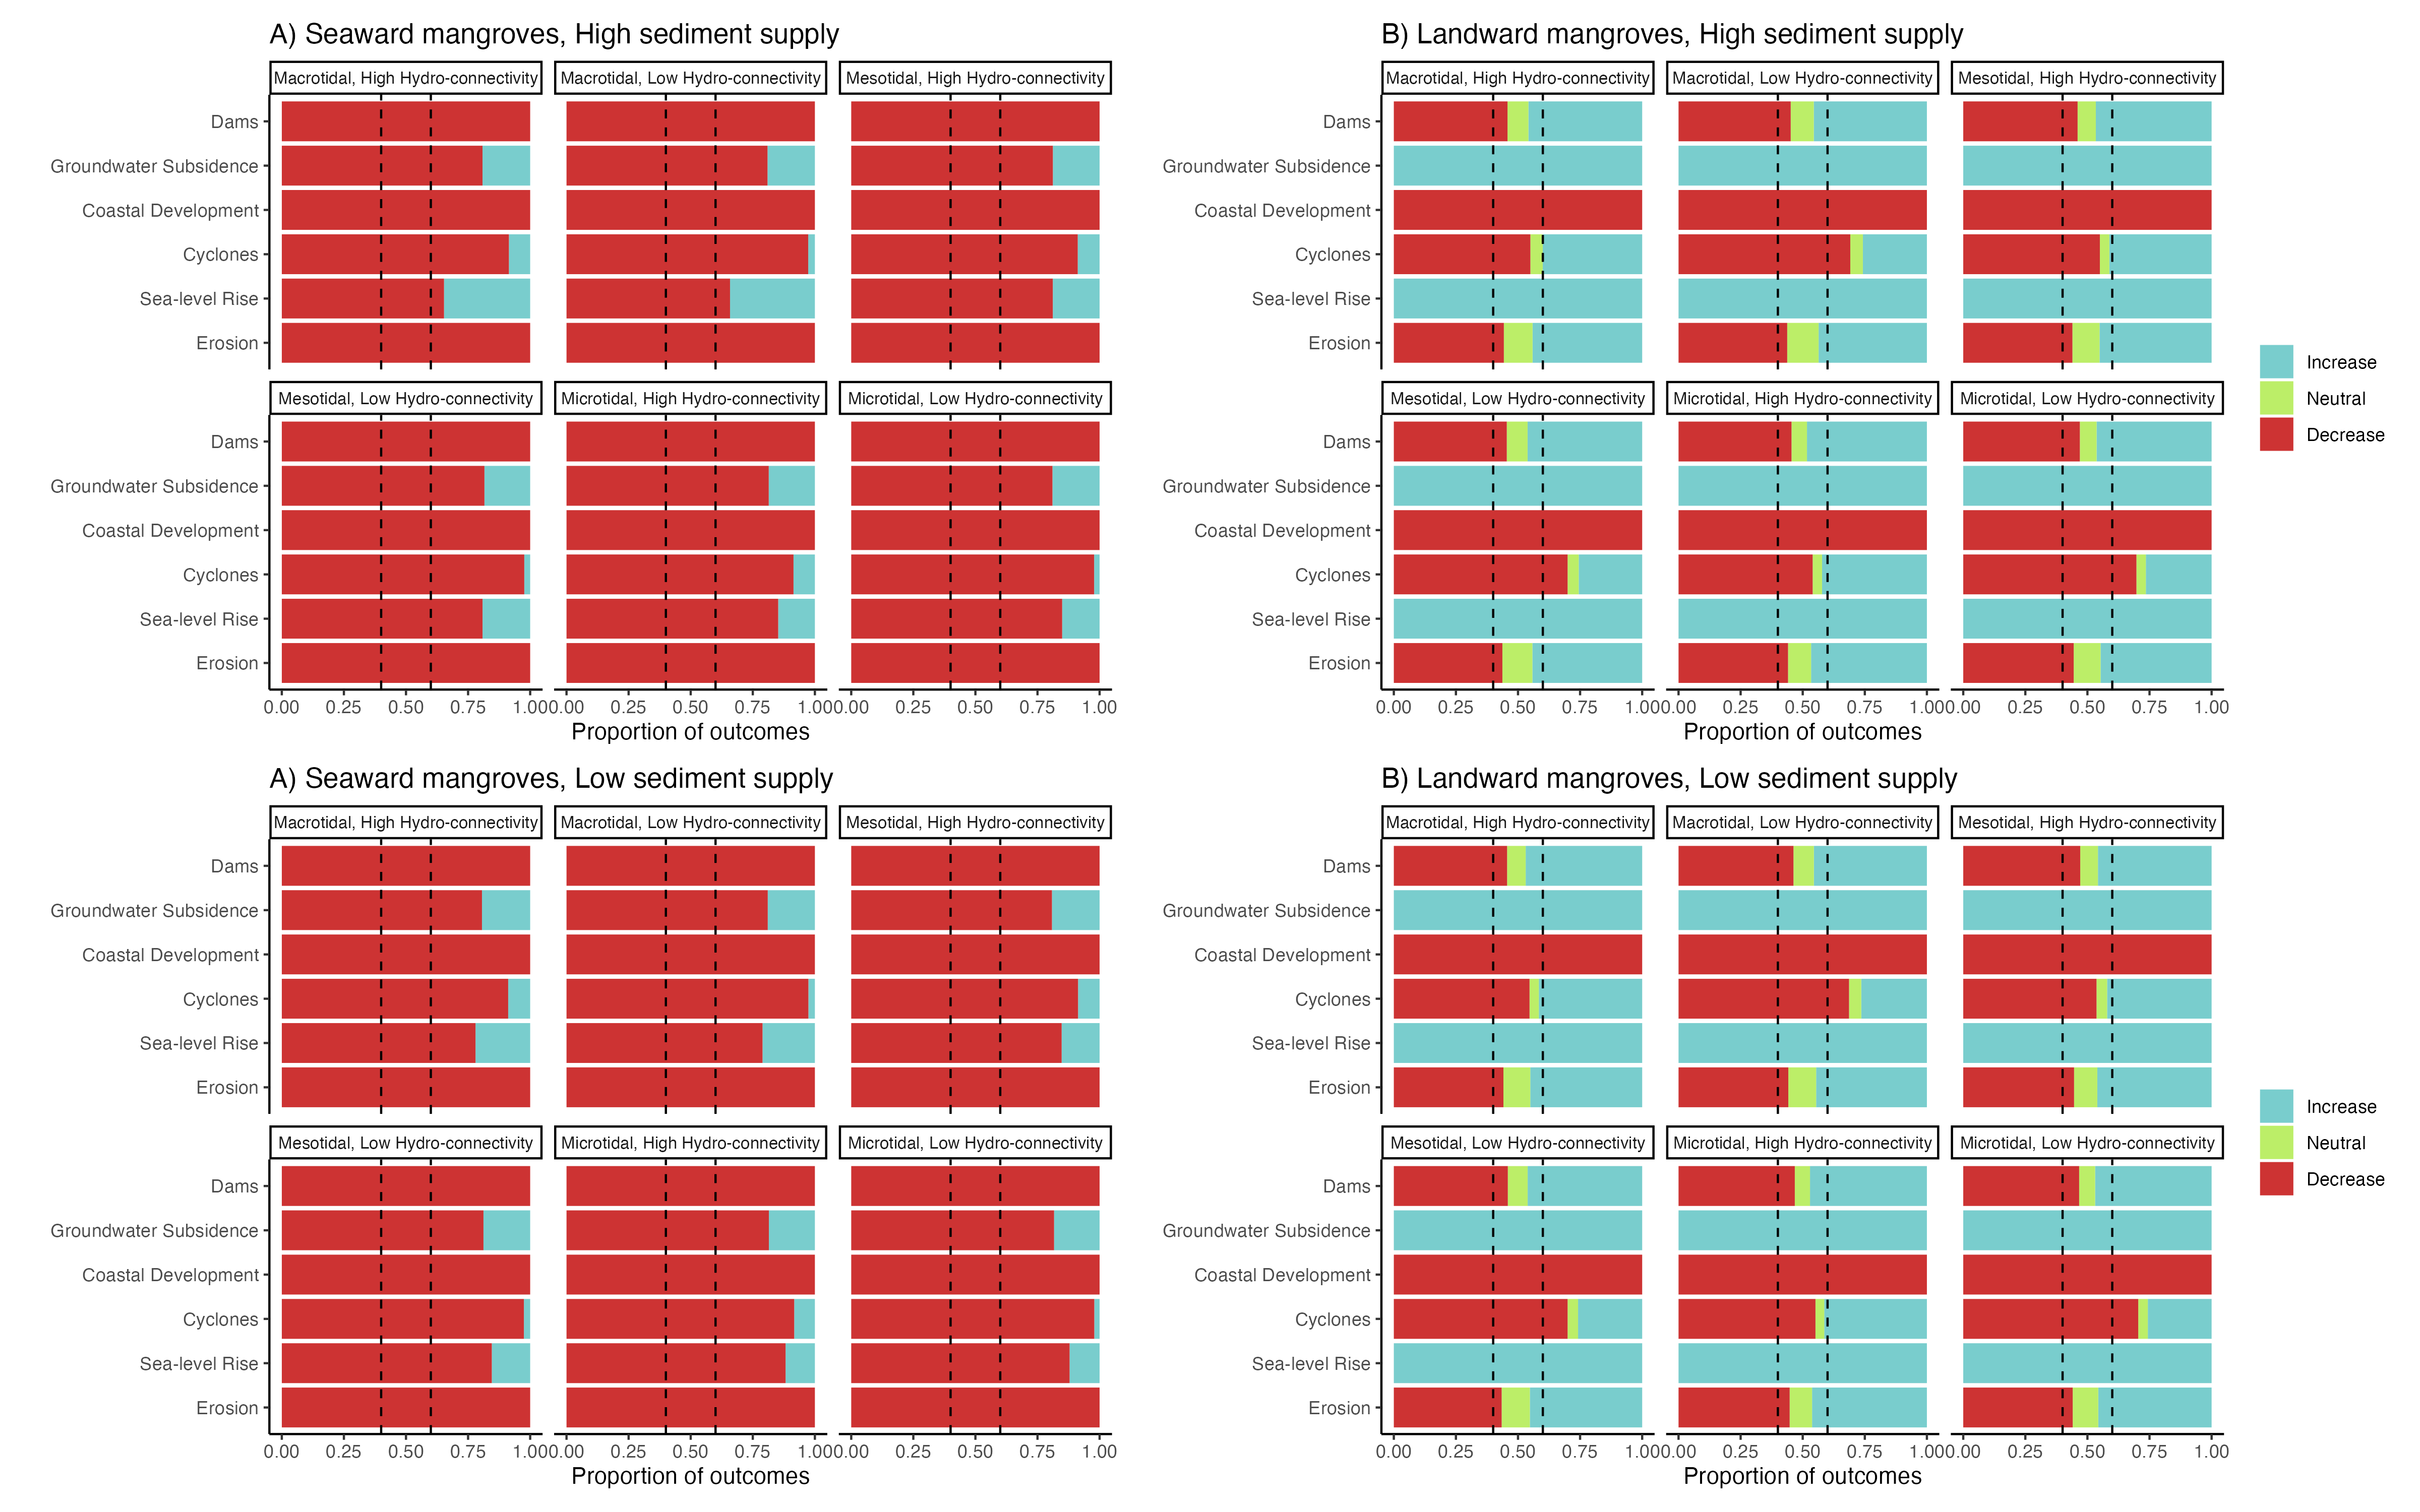 A) Seaward mangroves, High sediment supply
Macrotidal, High Hydro-connectivity
Macrotidal, Low Hydro-connectivity
Mesotidal, High Hydro-connectivity
Dams
Groundwater Subsidence
Coastal Development
Cyclones
Sea-level Rise
Erosion
Mesotidal, Low Hydro-connectivity
Microtidal, High Hydro-connectivity
Microtidal, Low Hydro-connectivity
Dams
Groundwater Subsidence
Coastal Development
Cyclones
Sea-level Rise
Erosion
0.00 0.25 0.50 0.75 1.00
0.00 0.25 0.50 0.75 1.00
0.00 0.25 0.50 0.75 1.00
Proportion of outcomes
B) Landward mangroves, High sediment supply
Macrotidal, High Hydro-connectivity
Macrotidal, Low Hydro-connectivity
Mesotidal, High Hydro-connectivity
Dams
Groundwater Subsidence
Coastal Development
Cyclones
Sea-level Rise
Erosion
Mesotidal, Low Hydro-connectivity
Microtidal, High Hydro-connectivity
Microtidal, Low Hydro-connectivity
Dams
Groundwater Subsidence
Coastal Development
Cyclones
Sea-level Rise
Erosion
0.00 0.25 0.50 0.75 1.00
0.00 0.25 0.50 0.75 1.00
0.00 0.25 0.50 0.75 1.00
Proportion of outcomes
Increase
Neutral
Decrease
A) Seaward mangroves, Low sediment supply
Macrotidal, High Hydro-connectivity
Macrotidal, Low Hydro-connectivity
Mesotidal, High Hydro-connectivity
Dams
Groundwater Subsidence
Coastal Development
Cyclones
Sea-level Rise
Erosion
Mesotidal, Low Hydro-connectivity
Microtidal, High Hydro-connectivity
Microtidal, Low Hydro-connectivity
Dams
Groundwater Subsidence
Coastal Development
Cyclones
Sea-level Rise
Erosion
0.00 0.25 0.50 0.75 1.00
0.00 0.25 0.50 0.75 1.00
0.00 0.25 0.50 0.75 1.00
Proportion of outcomes
B) Landward mangroves, Low sediment supply
Macrotidal, High Hydro-connectivity
Macrotidal, Low Hydro-connectivity
Mesotidal, High Hydro-connectivity
Dams
Groundwater Subsidence
Coastal Development
Cyclones
Sea-level Rise
Erosion
Mesotidal, Low Hydro-connectivity
Microtidal, High Hydro-connectivity
Microtidal, Low Hydro-connectivity
Dams
Groundwater Subsidence
Coastal Development
Cyclones
Sea-level Rise
Erosion
0.00 0.25 0.50 0.75 1.00
0.00 0.25 0.50 0.75 1.00
0.00 0.25 0.50 0.75 1.00
Proportion of outcomes
Increase
Neutral
Decrease